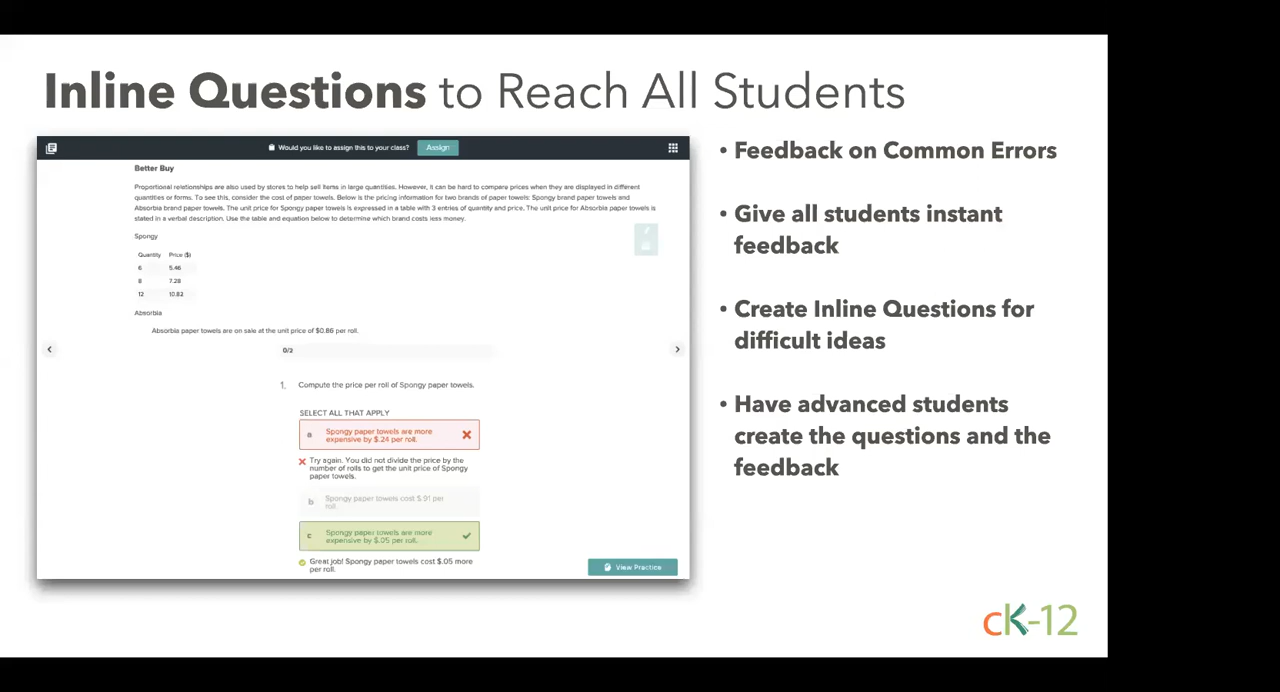 Inline Questions to Reach All Students
Would you like to assign this to your class? Assign
Better Buy
Proportional relationships are also used by stores to help sell items in large quantities. However, it can be hard to compare prices when they are displayed in different
quantities or forms. To see this, consider the cost of paper towels. Below is the pricing information for two brands of paper towels: Spongy brand paper towels and
Absorbia brand paper towels. The unit price for Spongy paper towels is expressed in a table with 3 entries of quantity and price. The unit price for Absorbia paper towels is
stated in a verbal description. Use the table and equation below to determine which brand costs less money.
Spongy
Quantity Price ($)
6 5.46
8 7.28
12 10.82
Absorbia
Absorbia paper towels are on sale at the unit price of $0.86 per roll.
0/2
1. Compute the price per roll of Spongy paper towels.
SELECT ALL THAT APPLY
a Spongy paper towels are more
expensive by $.24 per roll.
Try again. You did not divide the price by the
number of rolls to get the unit price of Spongy
paper towels.
b Spongy paper towels cost $.91 per
roll.
c Spongy paper towels are more
expensive by $.05 per roll.
Great job! Spongy paper towels cost $.05 more
per roll.
View Practice
• Feedback on Common Errors
• Give all students instant
feedback
• Create Inline Questions for
difficult ideas
• Have advanced students
create the questions and the
feedback
cK-12